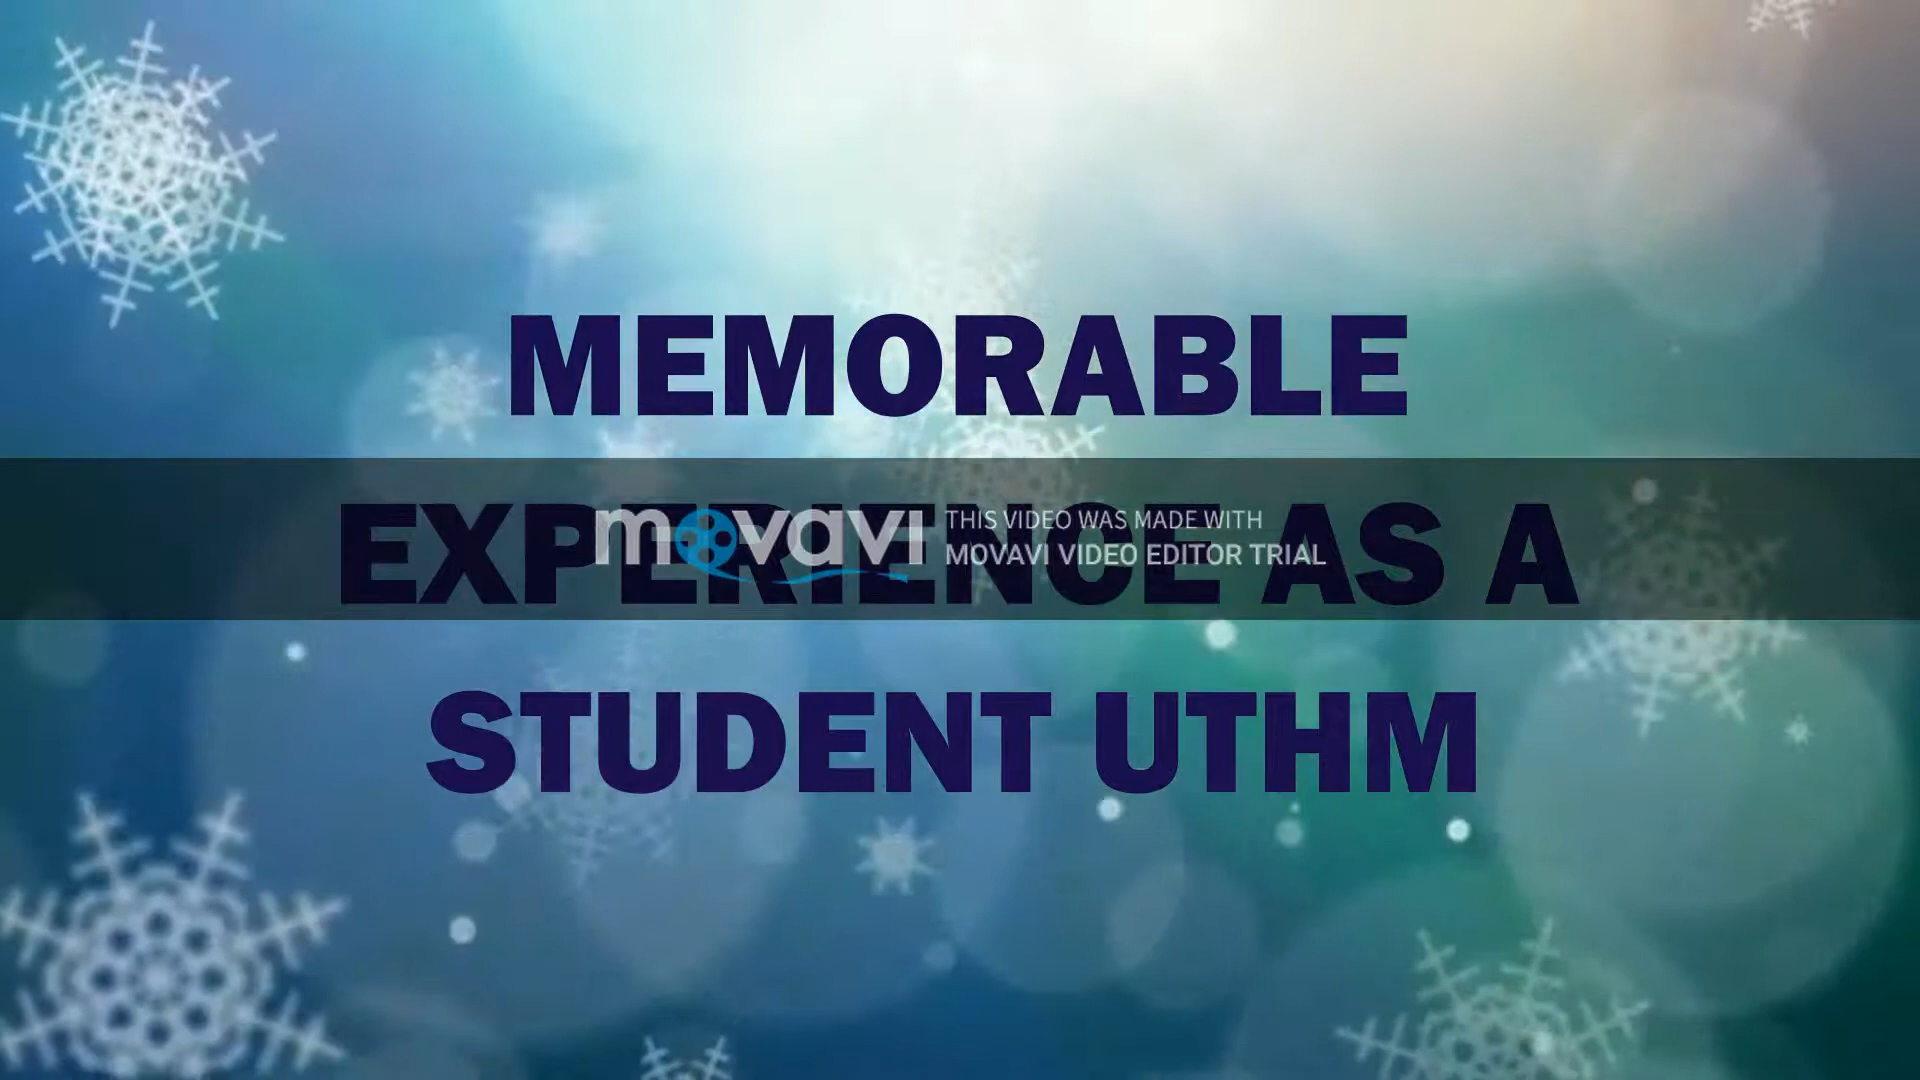 MEMORABLE
EXPERIENCE AS A
movavi THIS VIDEO WAS MADE WITH
MOVAVI VIDEO EDITOR TRIAL
STUDENT UTHM